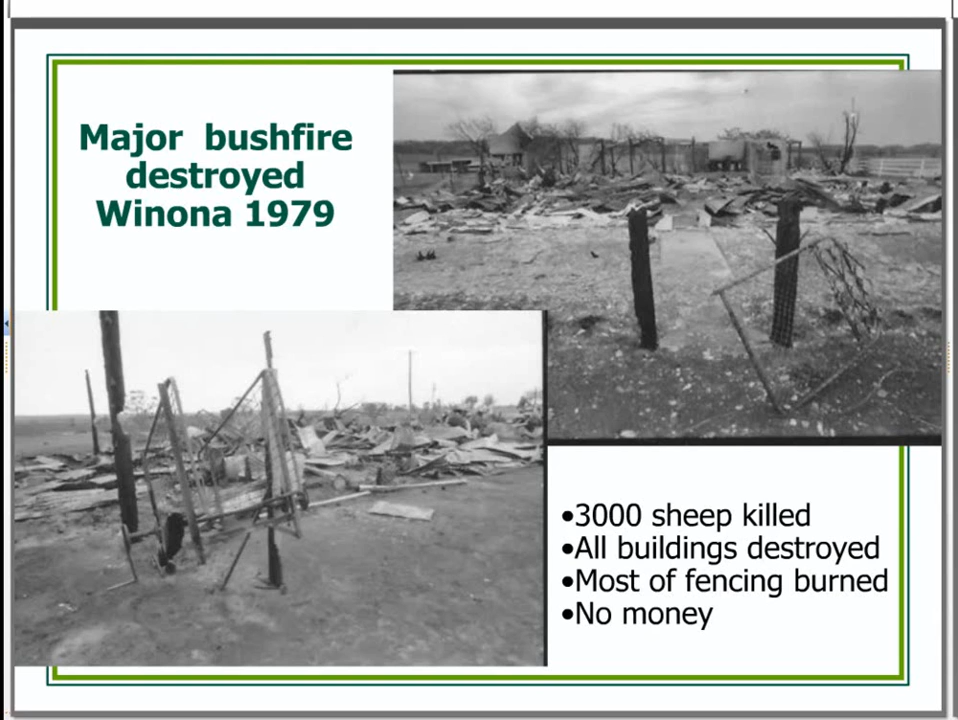 Major bushfire
destroyed
Winona 1979
•3000 sheep killed
•All buildings destroyed
•Most of fencing burned
•No money